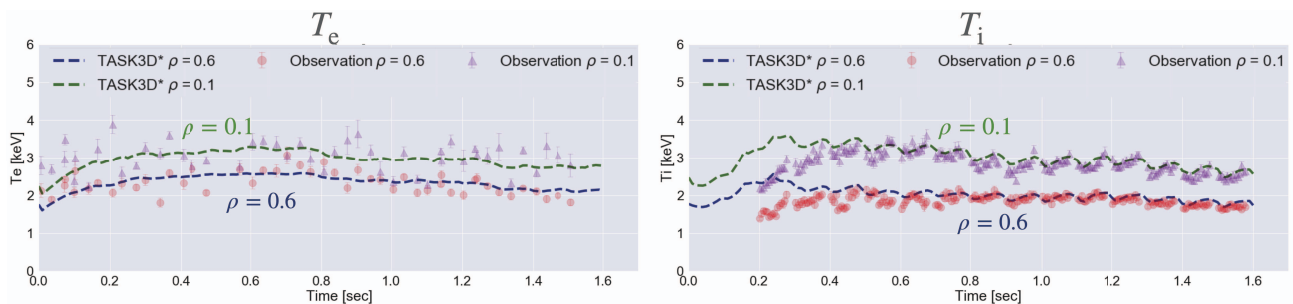 Te
Ti
6
5
4
3
2
1
0
Te [keV]
TASK3D* ρ = 0.6
Observation ρ = 0.6
Observation ρ = 0.1
TASK3D* ρ = 0.1
ρ = 0.1
ρ = 0.6
0.0 0.2 0.4 0.6 0.8 1.0 1.2 1.4 1.6
Time [sec]
6
5
4
3
2
1
0
Ti [keV]
TASK3D* ρ = 0.6
Observation ρ = 0.6
Observation ρ = 0.1
TASK3D* ρ = 0.1
ρ = 0.1
ρ = 0.6
0.0 0.2 0.4 0.6 0.8 1.0 1.2 1.4 1.6
Time [sec]